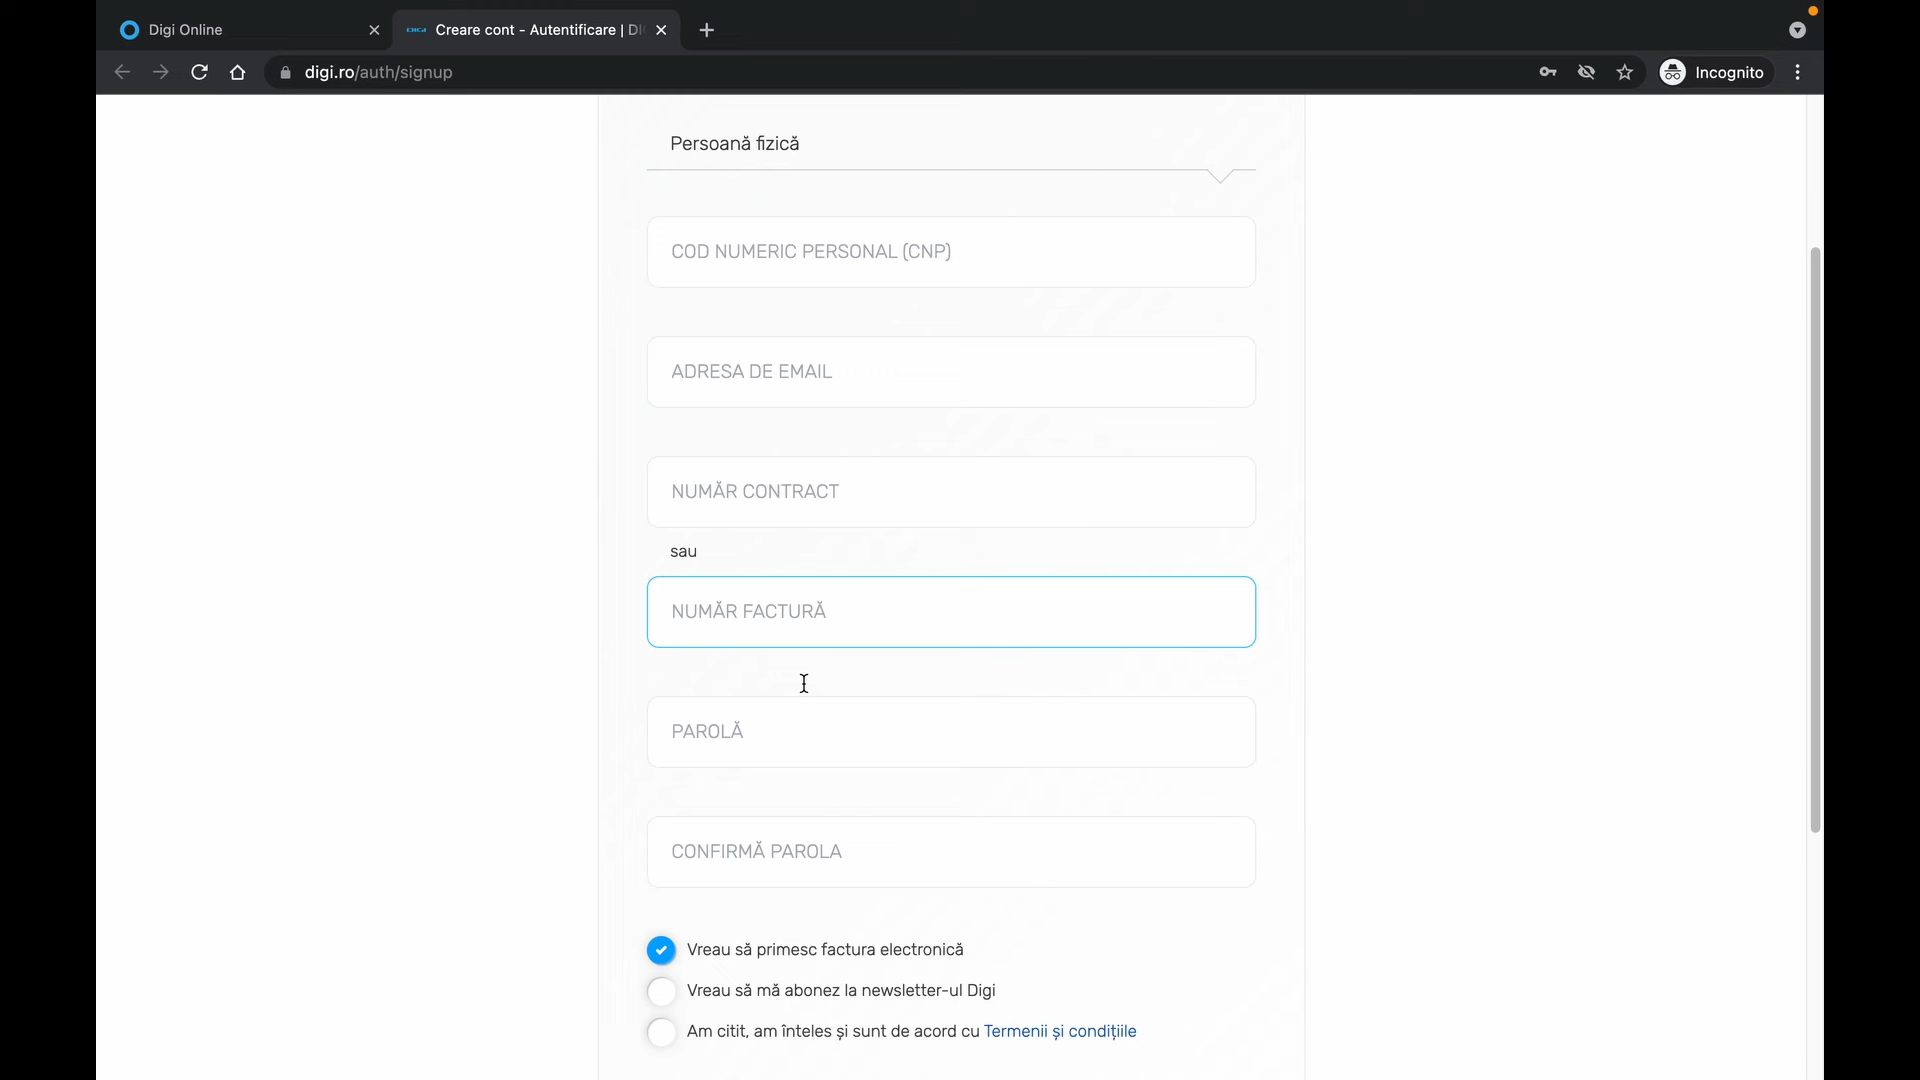 Digi Online
DIGI Creare cont - Autentificare | DI
digi.ro/auth/signup
Incognito
Persoană fizică
COD NUMERIC PERSONAL (CNP)
ADRESA DE EMAIL
NUMĂR CONTRACT
sau
NUMĂR FACTURĂ
PAROLĂ
CONFIRMĂ PAROLA
Vreau să primesc factura electronică
Vreau să mă abonez la newsletter-ul Digi
Am citit, am înteles și sunt de acord cu Termenii și condițiile